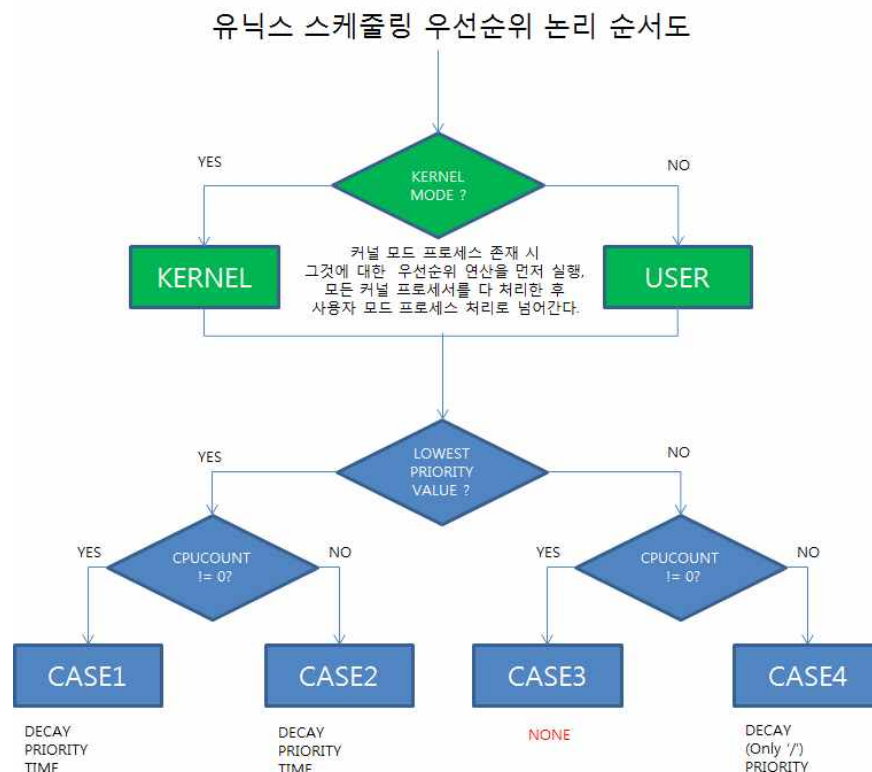 유닉스 스케줄링 우선순위 논리 순서도
YES
KERNEL
MODE ?
NO
KERNEL
커널 모드 프로세스 존재 시
그것에 대한 우선순위 연산을 먼저 실행,
모든 커널 프로세서를 다 처리한 후
사용자 모드 프로세스 처리로 넘어간다.
USER
YES
LOWEST
PRIORITY
VALUE ?
NO
YES
CPUCOUNT
!= 0?
NO
YES
CPUCOUNT
!= 0?
NO
CASE1
CASE2
CASE3
CASE4
DECAY
PRIORITY
TIME
DECAY
PRIORITY
TIME
NONE
DECAY
(Only '/')
PRIORITY